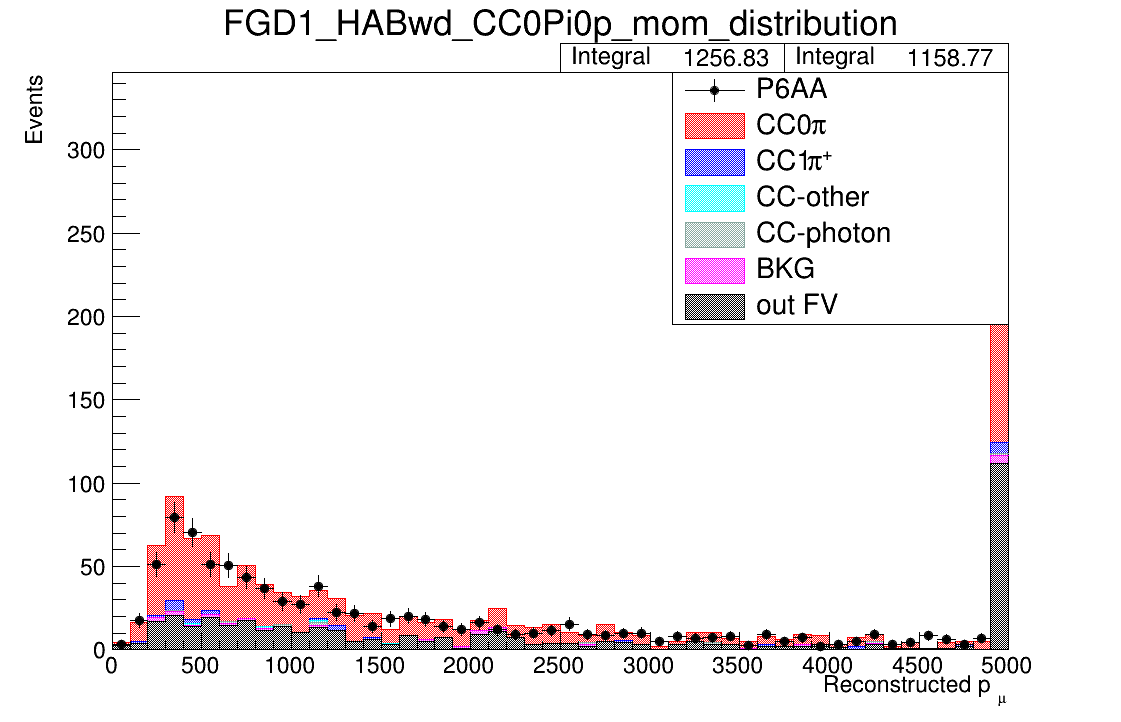 FGD1_HABwd_CC0Pi0p_mom_distribution
Integral 1256.83 Integral 1158.77
P6AA
CC0π
CC1π+
CC-other
CC-photon
BKG
out FV
Events
300
250
200
150
100
50
0
0 500 1000 1500 2000 2500 3000 3500 4000 4500 5000
Reconstructed p μ